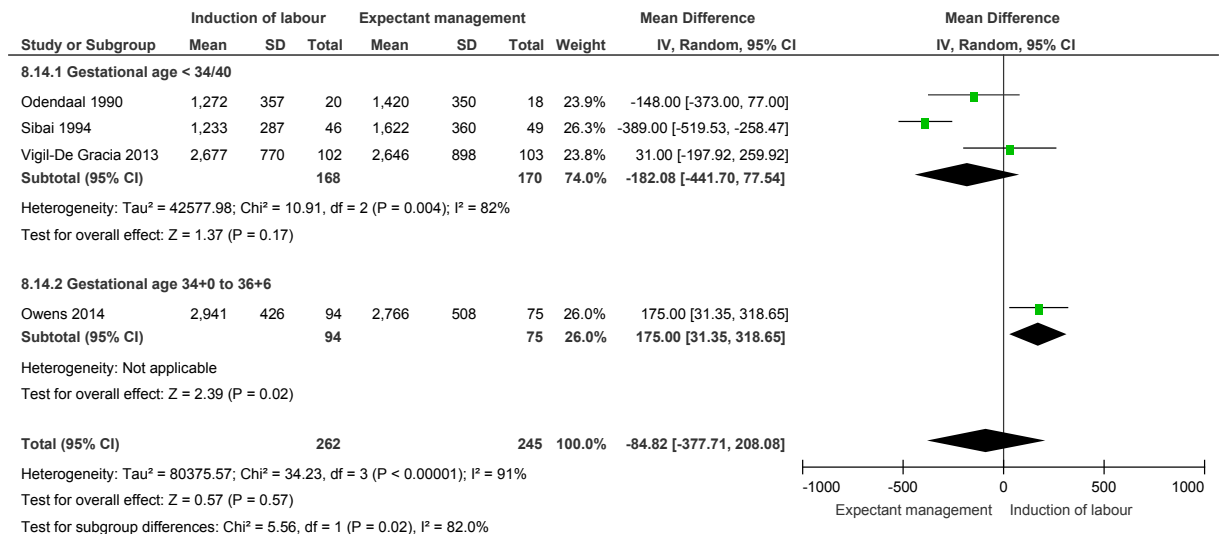 Induction of labour Expectant management Mean Difference Mean Difference
Study or Subgroup Mean SD Total Mean SD Total Weight IV, Random, 95% CI IV, Random, 95% CI
8.14.1 Gestational age < 34/40
Odendaal 1990 1,272 357 20 1,420 350 18 23.9% -148.00 [-373.00, 77.00]
Sibai 1994 1,233 287 46 1,622 360 49 26.3% -389.00 [-519.53, -258.47]
Vigil-De Gracia 2013 2,677 770 102 2,646 898 103 23.8% 31.00 [-197.92, 259.92]
Subtotal (95% CI) 168 170 74.0% -182.08 [-441.70, 77.54]
Heterogeneity: Tau² = 42577.98; Chi² = 10.91, df = 2 (P = 0.004); I² = 82%
Test for overall effect: Z = 1.37 (P = 0.17)
8.14.2 Gestational age 34+0 to 36+6
Owens 2014 2,941 426 94 2,766 508 75 26.0% 175.00 [31.35, 318.65]
Subtotal (95% CI) 94 75 26.0% 175.00 [31.35, 318.65]
Heterogeneity: Not applicable
Test for overall effect: Z = 2.39 (P = 0.02)
Total (95% CI) 262 245 100.0% -84.82 [-377.71, 208.08]
Heterogeneity: Tau² = 80375.57; Chi² = 34.23, df = 3 (P < 0.00001); I² = 91%
Test for overall effect: Z = 0.57 (P = 0.57)
Test for subgroup differences: Chi² = 5.56, df = 1 (P = 0.02), I² = 82.0%
-1000 -500 0 500 1000
Expectant management Induction of labour